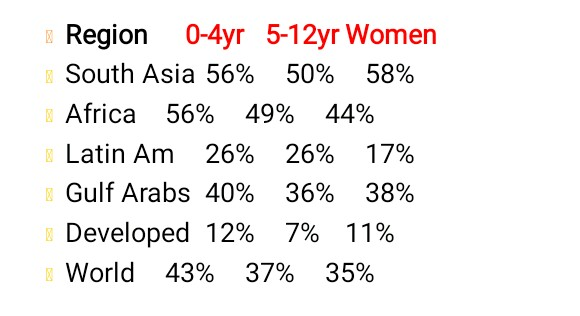 Region 0-4yr 5-12yr Women
South Asia 56% 50% 58%
Africa 56% 49% 44%
Latin Am 26% 26% 17%
Gulf Arabs 40% 36% 38%
Developed 12% 7% 11%
World 43% 37% 35%